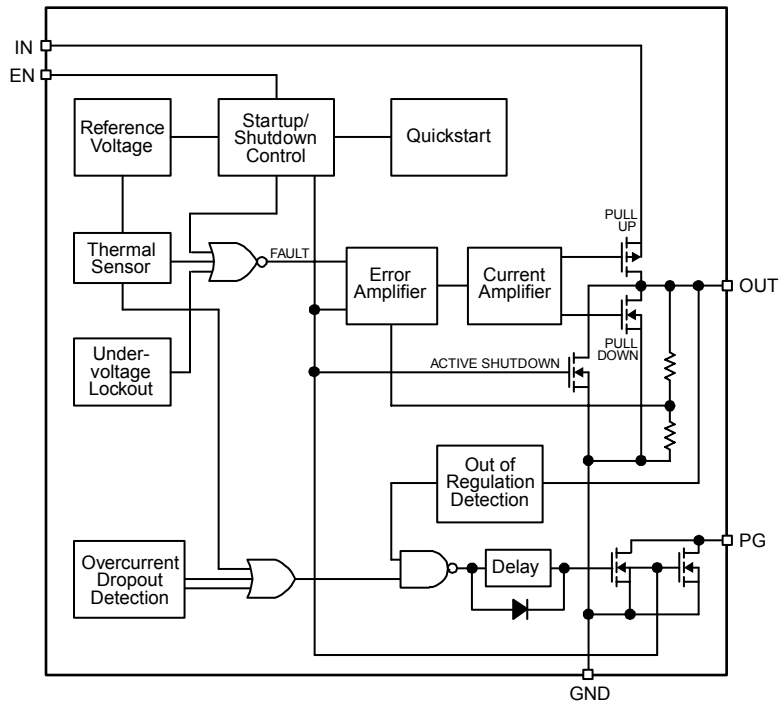 IN
EN
Reference
Voltage
Startup/
Shutdown
Control
Quickstart
PULL
UP
Thermal
Sensor
FAULT
Error
Amplifier
Current
Amplifier
OUT
Under-
voltage
Lockout
PULL
DOWN
ACTIVE SHUTDOWN
Out of
Regulation
Detection
PG
Overcurrent
Dropout
Detection
Delay
GND